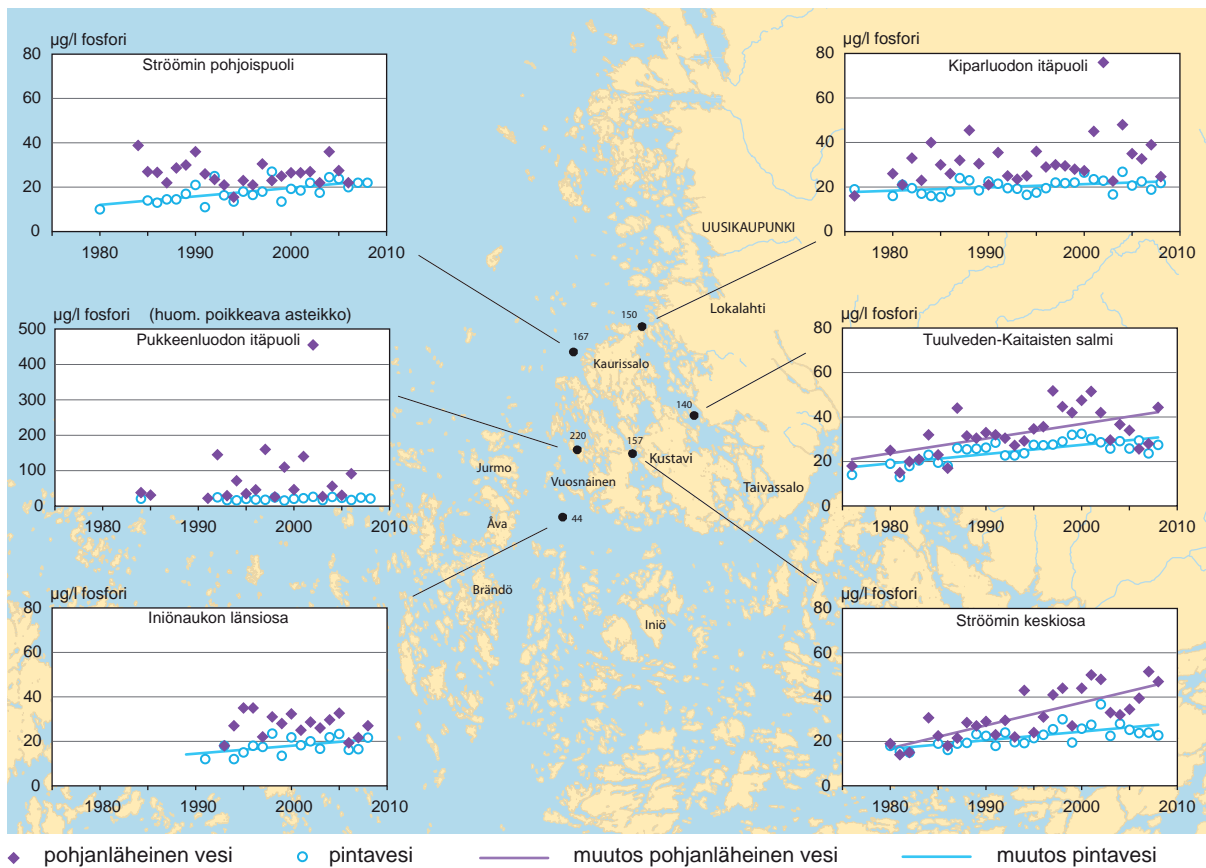 µg/l fosfori
Ströömin pohjoispuoli
80
60
40
20
0
1980 1990 2000 2010
µg/l fosfori
Kiparluodon itäpuoli
80
60
40
20
0
1980 1990 2000 2010
µg/l fosfori (huom. poikkeava asteikko)
Pukkeenluodon itäpuoli
500
400
300
200
100
0
1980 1990 2000 2010
µg/l fosfori
Tuulveden-Kaitaisten salmi
80
60
40
20
0
1980 1990 2000 2010
µg/l fosfori
Iniönaukon länsiosa
80
60
40
20
0
1980 1990 2000 2010
µg/l fosfori
Ströömin keskiosa
80
60
40
20
0
1980 1990 2000 2010
UUSIKAUPUNKI
Lokalahti
150
167
Kaurissalo
140
220
157
Kustavi
Jurmo
Vuosnainen
Taivassalo
Åva
44
Brändö
Iniö
pohjanläheinen vesi pintavesi muutos pohjanläheinen vesi muutos pintavesi